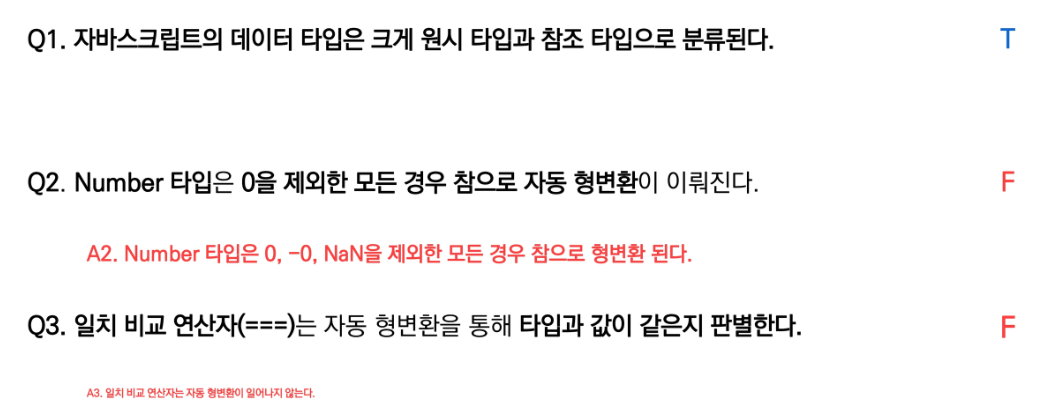 Q1. 자바스크립트의 데이터 타입은 크게 원시 타입과 참조 타입으로 분류된다. T
Q2. Number 타입은 0을 제외한 모든 경우 참으로 자동 형변환이 이뤄진다. F
A2. Number 타입은 0, -0, NaN을 제외한 모든 경우 참으로 형변환 된다.
Q3. 일치 비교 연산자(===)는 자동 형변환을 통해 타입과 값이 같은지 판별한다. F
A3. 일치 비교 연산자는 자동 형변환이 일어나지 않는다.